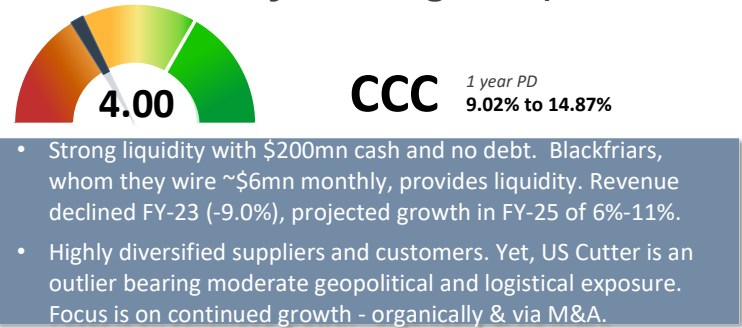 4.00
CCC
1 year PD
9.02% to 14.87%
• Strong liquidity with $200mn cash and no debt. Blackfriars,
whom they wire ~$6mn monthly, provides liquidity. Revenue
declined FY-23 (-9.0%), projected growth in FY-25 of 6%-11%.
• Highly diversified suppliers and customers. Yet, US Cutter is an
outlier bearing moderate geopolitical and logistical exposure.
Focus is on continued growth - organically & via M&A.